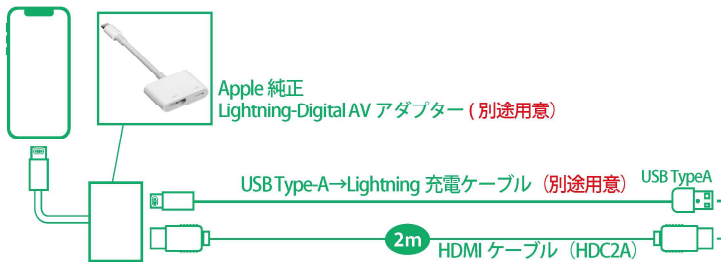 Apple 純正
Lightning-Digital AV アダプター ( 別途用意）
USB Type-A→Lightning 充電ケーブル （別途用意） USB TypeA
2m
HDMI ケーブル（HDC2A）